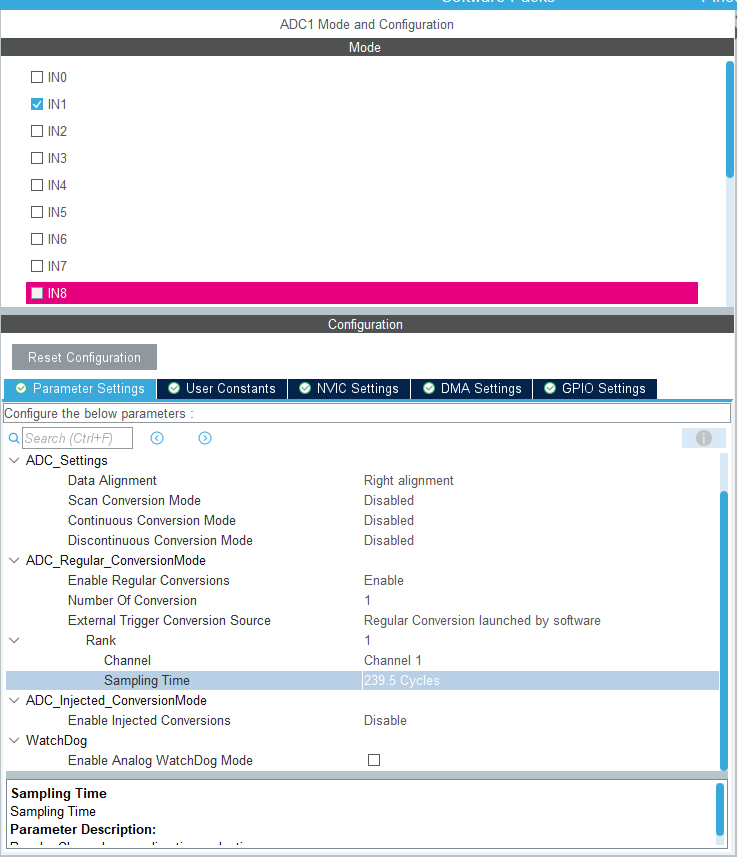 ADC1 Mode and Configuration
Mode
IN0
IN1
IN2
IN3
IN4
IN5
IN6
IN7
IN8
Configuration
Reset Configuration
Parameter Settings User Constants NVIC Settings DMA Settings GPIO Settings
Configure the below parameters :
Search (Ctrl+F)
ADC_Settings
Data Alignment Right alignment
Scan Conversion Mode Disabled
Continuous Conversion Mode Disabled
Discontinuous Conversion Mode Disabled
ADC_Regular_ConversionMode
Enable Regular Conversions Enable
Number Of Conversion 1
External Trigger Conversion Source Regular Conversion launched by software
Rank 1
Channel Channel 1
Sampling Time 239.5 Cycles
ADC_Injected_ConversionMode
Enable Injected Conversions Disable
WatchDog
Enable Analog WatchDog Mode
Sampling Time
Sampling Time
Parameter Description: